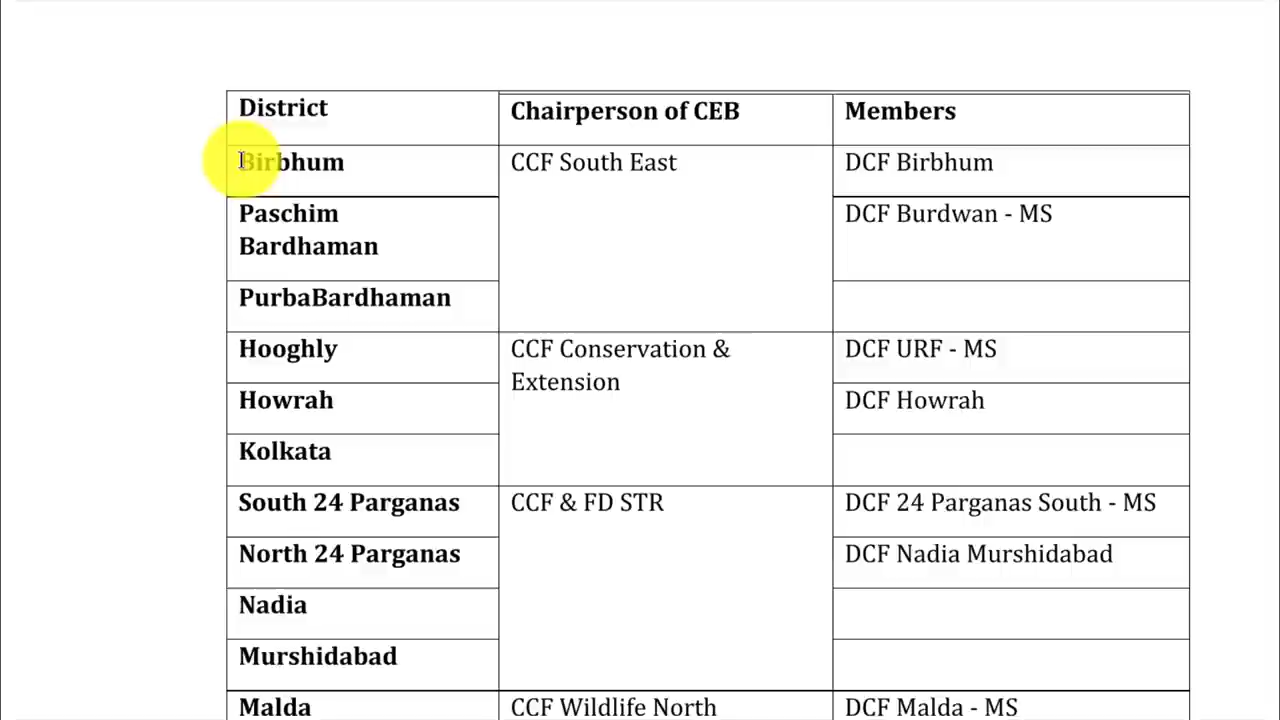 District Chairperson of CEB Members
Birbhum CCF South East DCF Birbhum
Paschim DCF Burdwan - MS
Bardhaman
PurbaBardhaman
Hooghly CCF Conservation & DCF URF - MS
Extension
Howrah DCF Howrah
Kolkata
South 24 Parganas CCF & FD STR DCF 24 Parganas South - MS
North 24 Parganas DCF Nadia Murshidabad
Nadia
Murshidabad
Malda CCF Wildlife North DCF Malda - MS